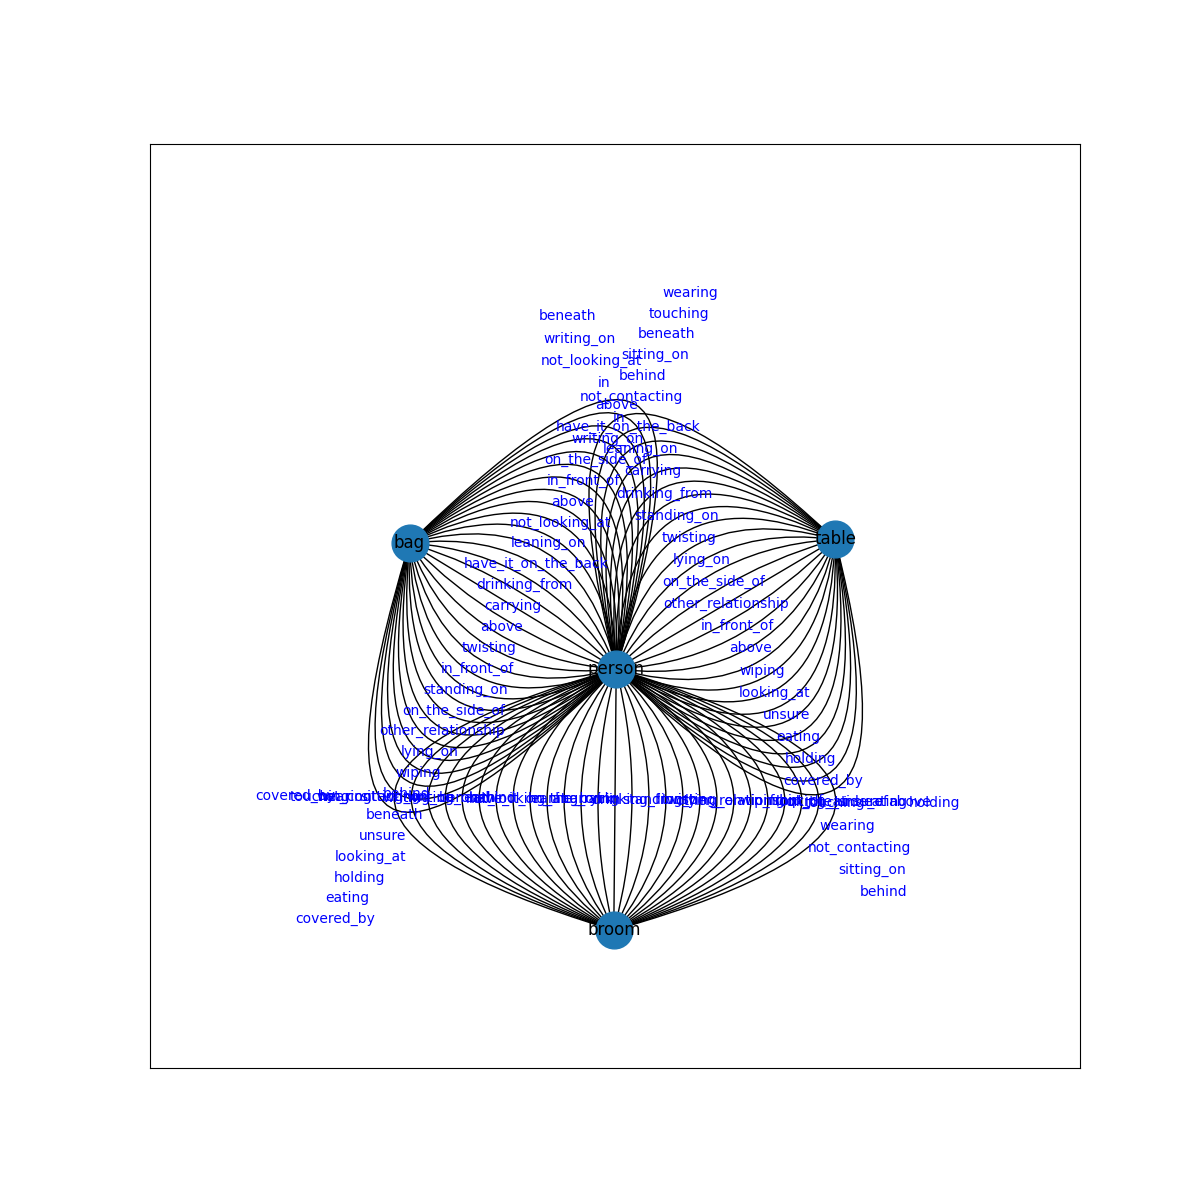 wearing
beneath
touching
writing_on
beneath
sitting_on
not_looking_at
behind
in
not_contacting
above
in
have_it_on_the_back
writing_on
leaning_on
on_the_side_of
carrying
in_front_of
drinking_from
above
standing_on
not_looking_at
twisting
table
bag
leaning_on
lying_on
have_it_on_the_back
on_the_side_of
drinking_from
other_relationship
carrying
in_front_of
above
above
twisting
person
wiping
in_front_of
standing_on
looking_at
on_the_side_of
unsure
other_relationship
eating
lying_on
holding
wiping
covered_by
behind
covered_by
holding
beneath
wearing
unsure
not_contacting
looking_at
sitting_on
holding
behind
eating
covered_by
broom